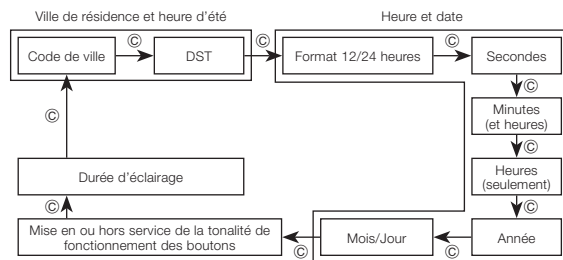 Ville de résidence et heure d'été
Heure et date
Code de ville
Ⓒ
DST
Ⓒ
Format 12/24 heures
Ⓒ
Secondes
Ⓒ
Minutes
(et heures)
Ⓒ
Heures
(seulement)
Ⓒ
Année
Ⓒ
Mois/Jour
Ⓒ
Mise en ou hors service de la tonalité de
fonctionnement des boutons
Ⓒ
Durée d'éclairage
Ⓒ